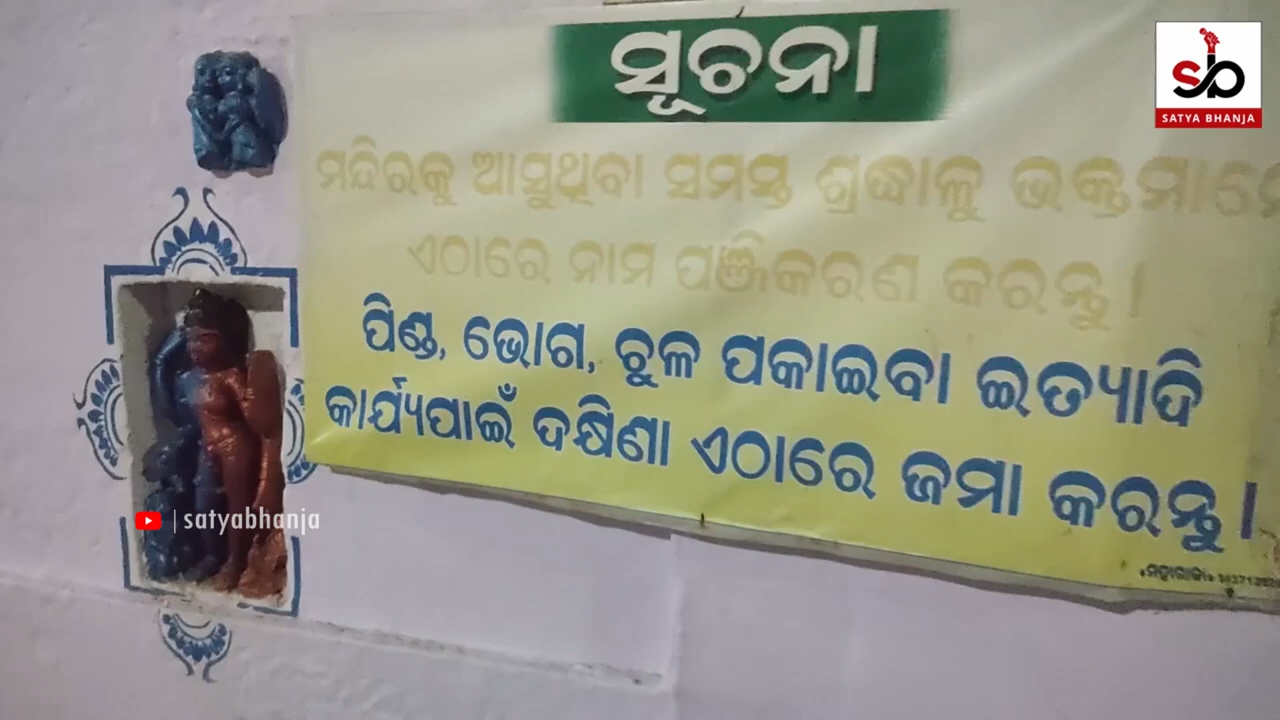 ସୂଚନା
ମନ୍ଦିରକୁ ଆସୁଥିବା ସମସ୍ତ ଶ୍ରଦ୍ଧାଳୁ ଭକ୍ତମାନେ
ଏଠାରେ ନାମ ପଞ୍ଜିକରଣ କରନ୍ତୁ।
ପିଣ୍ଡ, ଭୋଗ, ଚୁଳ ପକାଇବା ଇତ୍ୟାଦି
କାର୍ଯ୍ୟପାଇଁ ଦକ୍ଷିଣା ଏଠାରେ ଜମା କରନ୍ତୁ।
sb
SATYA BHANJA
| satyabhanja